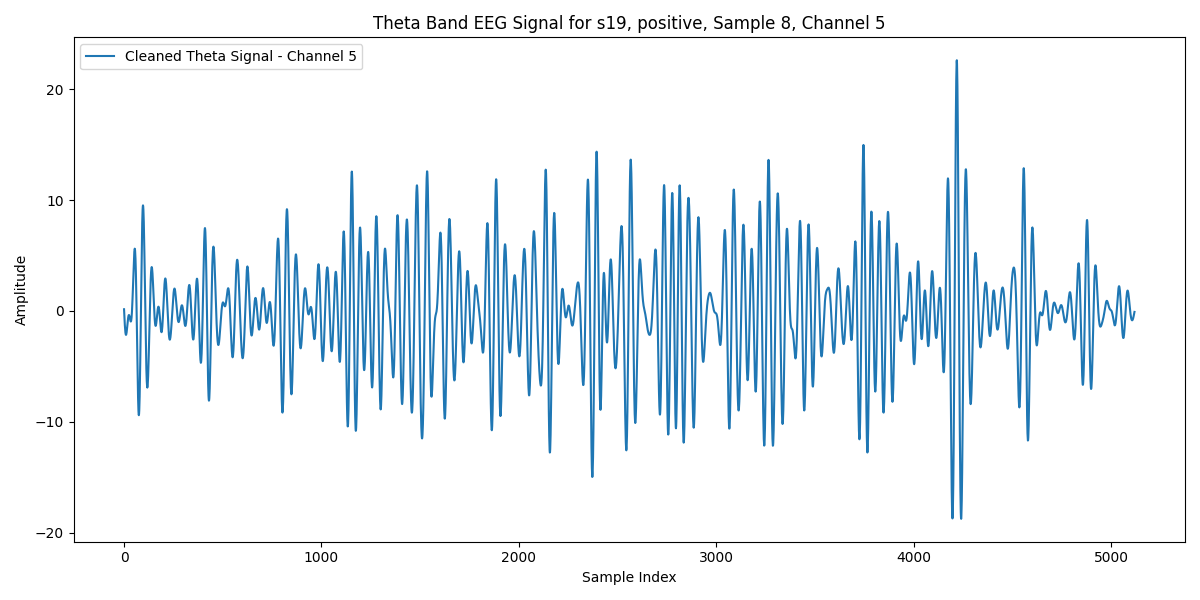 Theta Band EEG Signal for s19, positive, Sample 8, Channel 5
Cleaned Theta Signal - Channel 5
Amplitude
20
10
0
−10
−20
0 1000 2000 3000 4000 5000
Sample Index